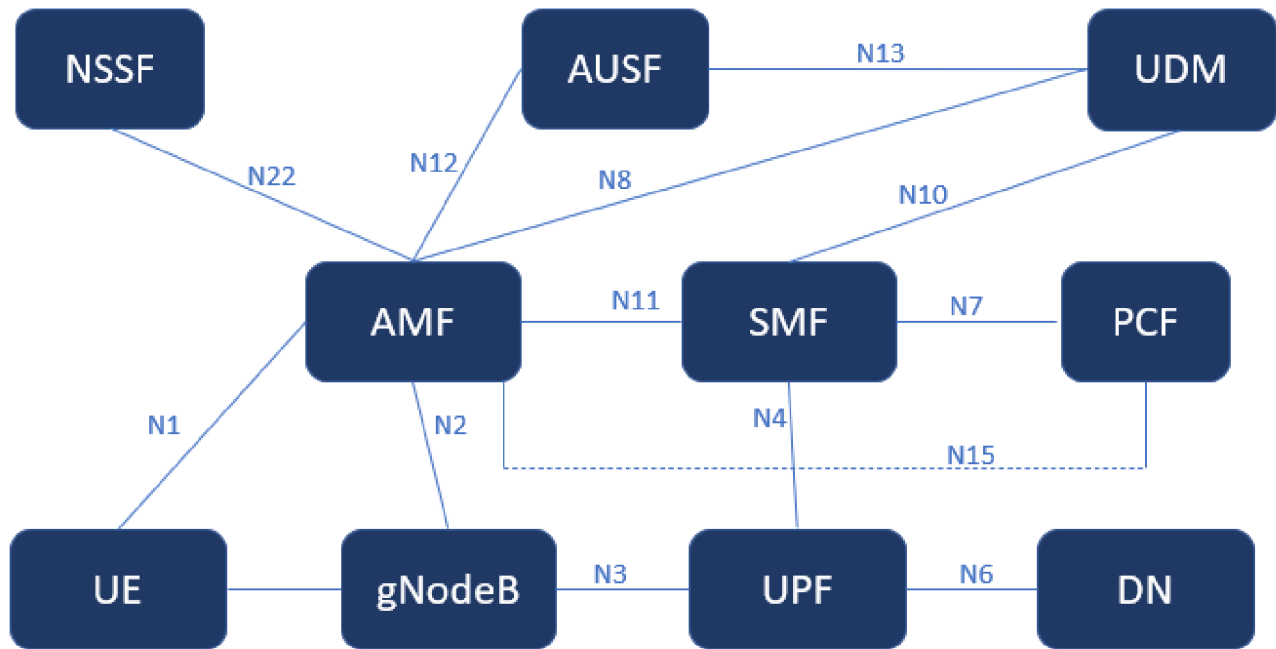 NSSF
AUSF
N13
UDM
N22
N12
N8
N10
AMF
N11
SMF
N7
PCF
N1
N2
N4
N15
UE
gNodeB
N3
UPF
N6
DN